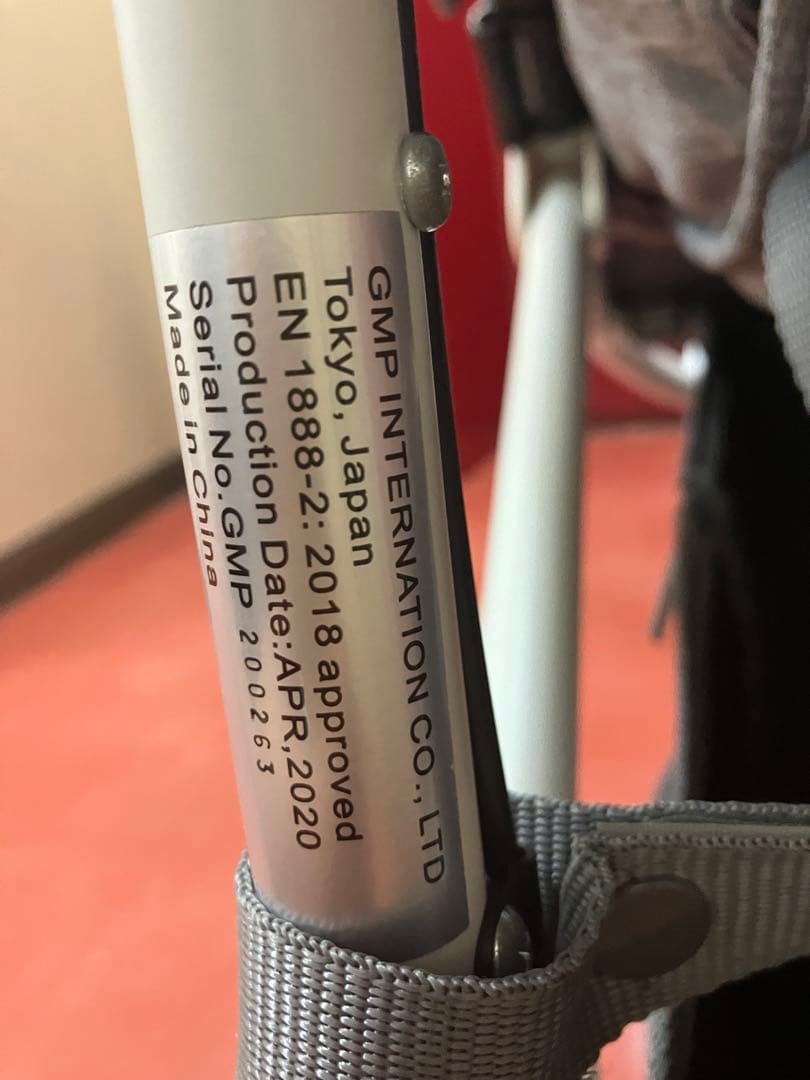 GMP INTERNATION CO., LTD
Tokyo, Japan
EN 1888-2: 2018 approved
Production Date:APR,2020
Serial No.GMP 200263
Made in China